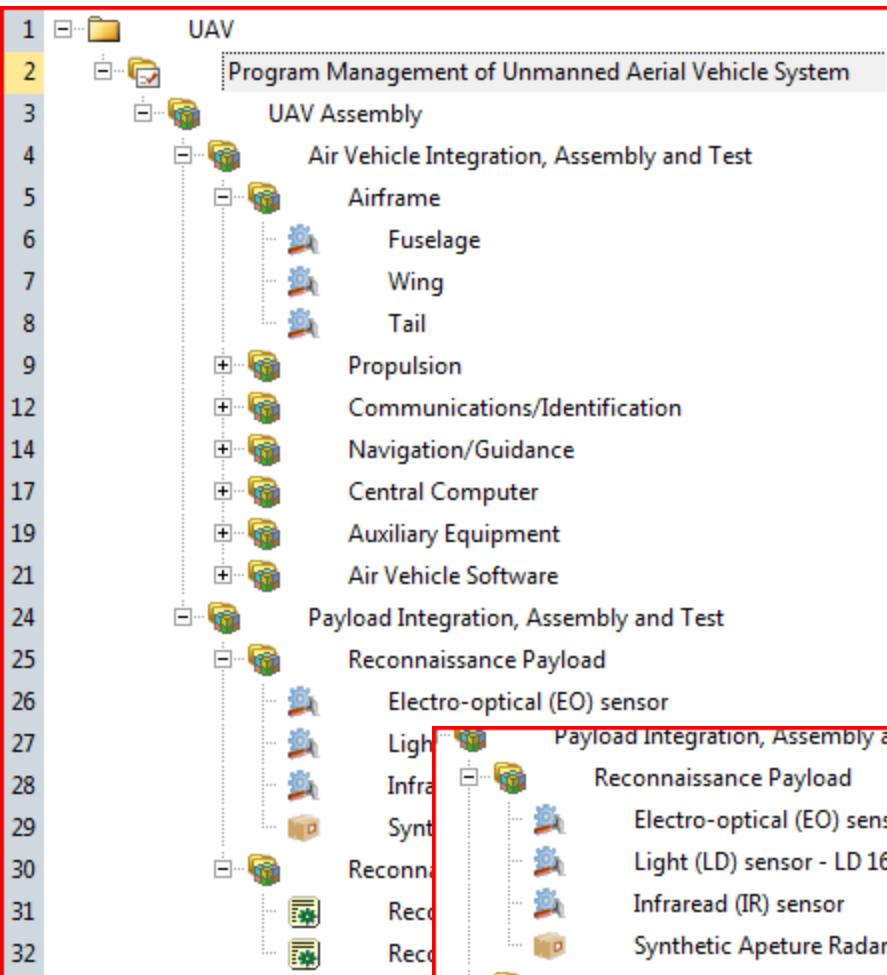 1 UAV
2 Program Management of Unmanned Aerial Vehicle System
3 UAV Assembly
4 Air Vehicle Integration, Assembly and Test
5 Airframe
6 Fuselage
7 Wing
8 Tail
9 Propulsion
12 Communications/Identification
14 Navigation/Guidance
17 Central Computer
19 Auxiliary Equipment
21 Air Vehicle Software
24 Payload Integration, Assembly and Test
25 Reconnaissance Payload
26 Electro-optical (EO) sensor
27 Ligh
28 Infra
29 Synt
30 Reconna
31 Reco
32 Reco
Payload Integration, Assembly a
Reconnaissance Payload
Electro-optical (EO) sens
Light (LD) sensor - LD 16
Infraread (IR) sensor
Synthetic Apeture Radar